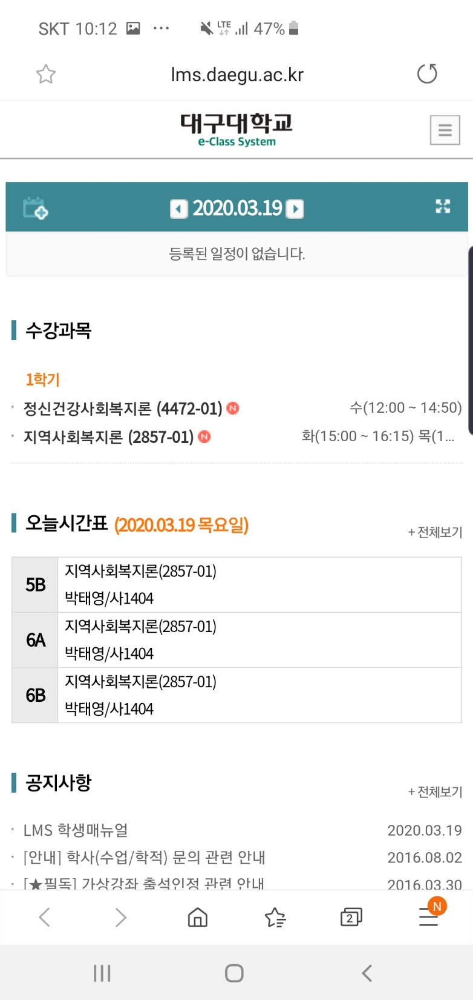 SKT 10:12 ... LTE 47%
lms.daegu.ac.kr
대구대학교
e-Class System
2020.03.19
등록된 일정이 없습니다.
수강과목
1학기
· 정신건강사회복지론 (4472-01) N 수(12:00 ~ 14:50)
· 지역사회복지론 (2857-01) N 화(15:00 ~ 16:15) 목(1...
오늘시간표 (2020.03.19 목요일) + 전체보기
5B 지역사회복지론(2857-01)
박태영/사1404
6A 지역사회복지론(2857-01)
박태영/사1404
6B 지역사회복지론(2857-01)
박태영/사1404
공지사항 + 전체보기
· LMS 학생매뉴얼 2020.03.19
· [안내] 학사(수업/학적) 문의 관련 안내 2016.08.02
· [★필독] 가상강좌 출석인정 관련 안내 2016.03.30
2 N